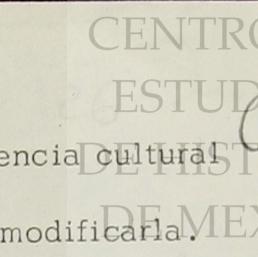 CENTRO
ESTUD
encia cultural
DE HIST
DE MEX
modificarla.